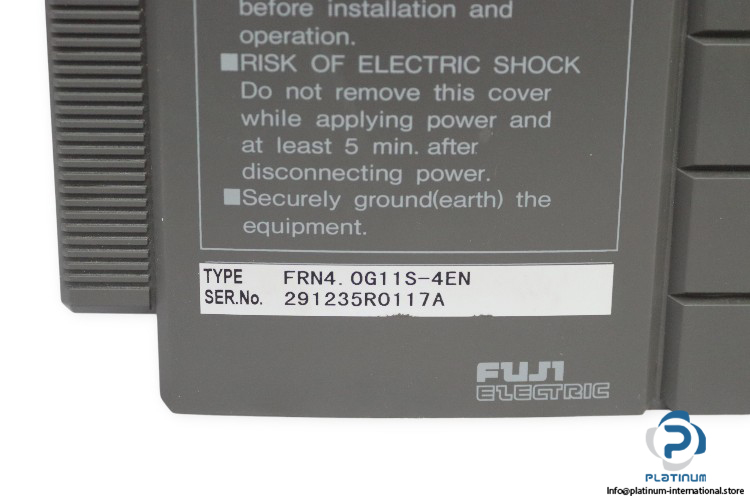 before installation and
operation.
■RISK OF ELECTRIC SHOCK
Do not remove this cover
while applying power and
at least 5 min. after
disconnecting power.
■Securely ground(earth) the
equipment.
TYPE FRN4.0G11S-4EN
SER.No. 291235R0117A
FUJI
ELECTRIC
PLATINUM
Info@platinum-international.store